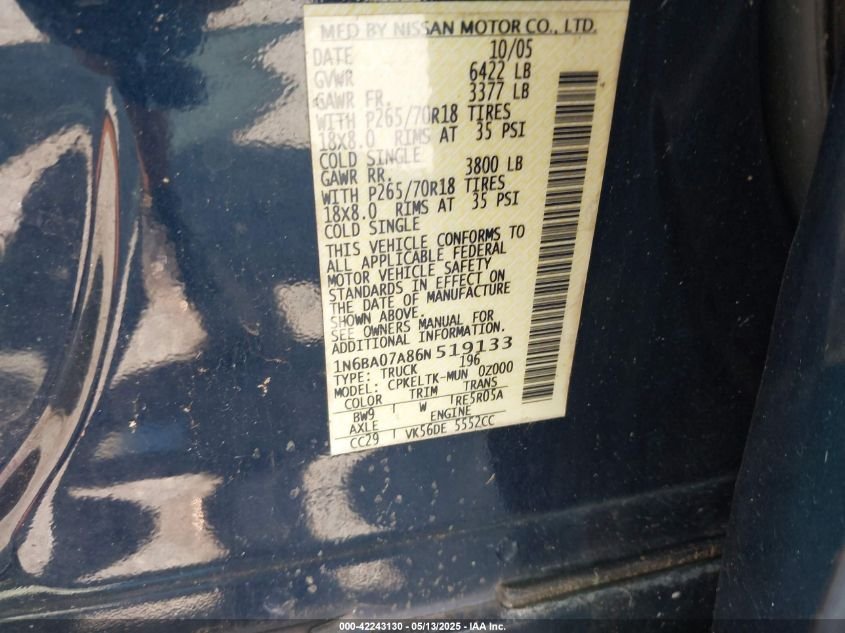 MFD BY NISSAN MOTOR CO., LTD.
DATE 10/05
GVWR 6422 LB
GAWR FR. 3377 LB
WITH P265/70R18 TIRES
18X8.0 RIMS AT 35 PSI
COLD SINGLE
GAWR RR. 3800 LB
WITH P265/70R18 TIRES
18X8.0 RIMS AT 35 PSI
COLD SINGLE
THIS VEHICLE CONFORMS TO
ALL APPLICABLE FEDERAL
MOTOR VEHICLE SAFETY
STANDARDS IN EFFECT ON
THE DATE OF MANUFACTURE
SHOWN ABOVE.
SEE OWNERS MANUAL FOR
ADDITIONAL INFORMATION.
1N6BA07A86N519133
TYPE: TRUCK 196
MODEL: CPKELTK-MUN 0Z000
COLOR TRIM TRANS
BW9 W RE5R05A
AXLE ENGINE
CC29 VK56DE 5552CC
000-42243130 - 05/13/2025 - IAA Inc.